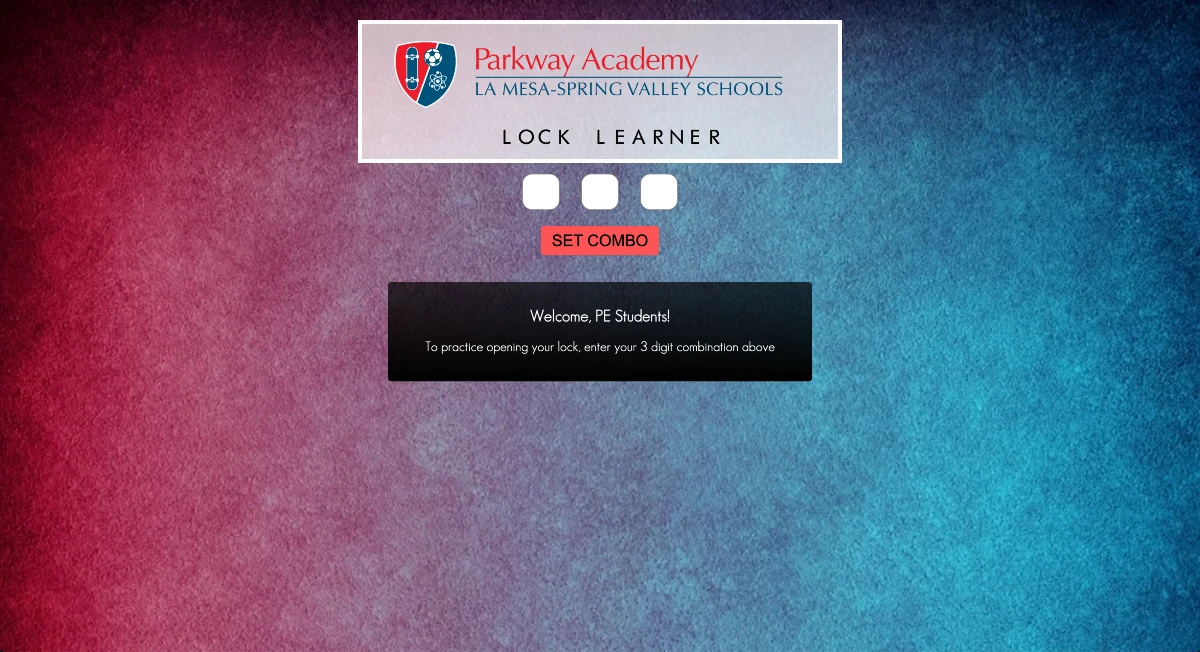 Parkway Academy
LA MESA-SPRING VALLEY SCHOOLS
LOCK LEARNER
SET COMBO
Welcome, PE Students!
To practice opening your lock, enter your 3 digit combination above